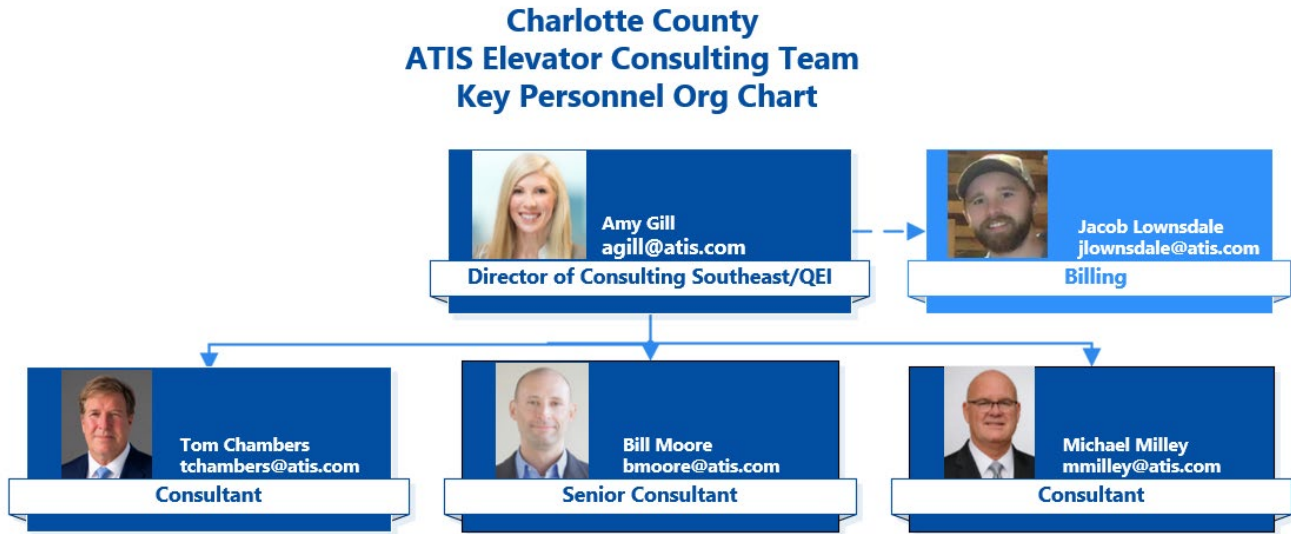 Charlotte County
ATIS Elevator Consulting Team
Key Personnel Org Chart
Amy Gill
agill@atis.com
Director of Consulting Southeast/QEI
Jacob Lownsdale
jlownsdale@atis.com
Billing
Tom Chambers
tchambers@atis.com
Consultant
Bill Moore
bmoore@atis.com
Senior Consultant
Michael Milley
mmilley@atis.com
Consultant